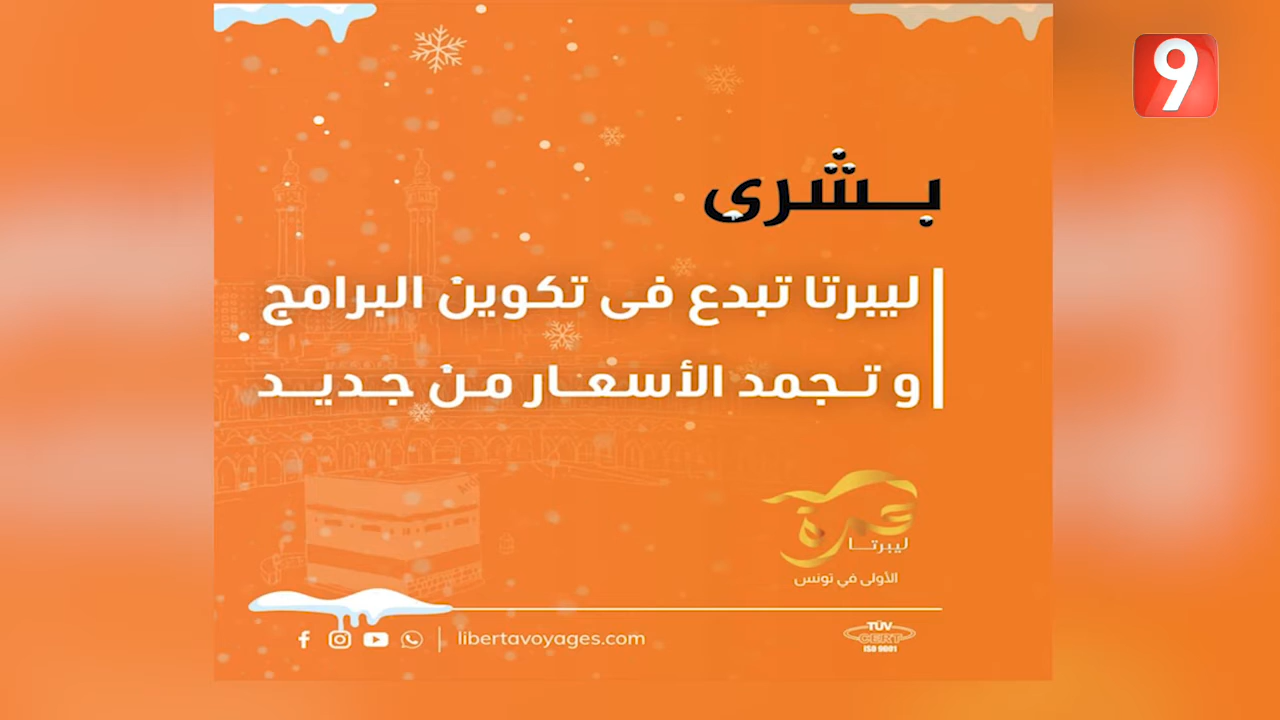 9
بشرى
ليبرتا تبدع فى تكوين البرامج
و تجمد الأسعار من جديد
عمرة
ليبرتا
الأولى في تونس
libertavoyages.com
TÜV
CERT
ISO 9001